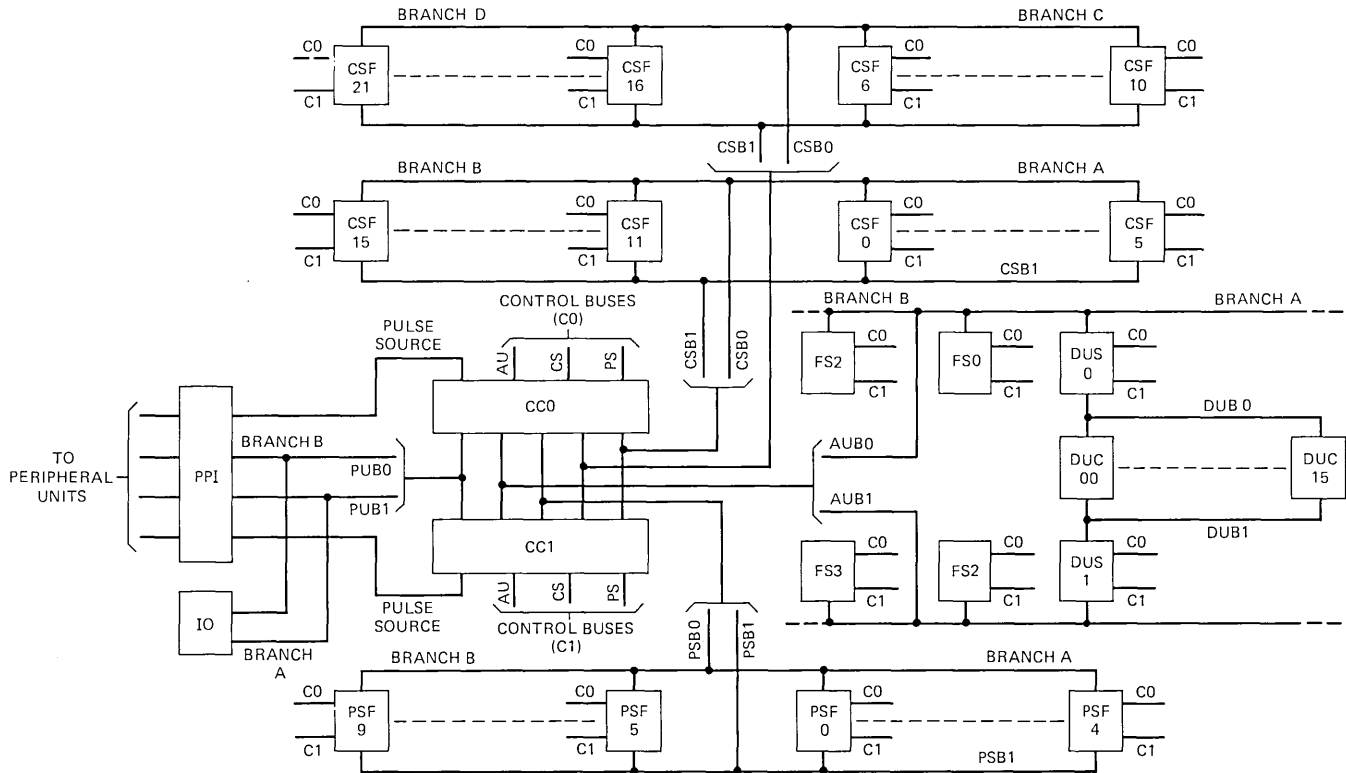 BRANCH D
BRANCH C
C0
CSF
21
C1
C0
CSF
16
C1
CSF
6
C0
C1
CSF
10
C0
C1
CSB1
CSB0
BRANCH B
BRANCH A
C0
CSF
15
C1
C0
CSF
11
C1
CSF
0
C0
C1
CSF
5
C0
C1
CSB1
CONTROL BUSES
(C0)
PULSE
SOURCE
AU
CS
PS
CSB1
CSB0
CC0
BRANCH B
BRANCH A
FS2
C0
C1
FS0
C0
C1
DUS
0
C0
C1
DUB 0
TO
PERIPHERAL
UNITS
PPI
BRANCH B
PUB0
PUB1
AUB0
AUB1
DUC
00
DUC
15
DUB1
CC1
FS3
C0
C1
FS2
C0
C1
DUS
1
C0
C1
IO
BRANCH
A
PULSE
SOURCE
AU
CS
PS
CONTROL BUSES
(C1)
PSB0
PSB1
BRANCH B
BRANCH A
C0
PSF
9
C1
C0
PSF
5
C1
PSF
0
C0
C1
PSF
4
C0
C1
PSB1